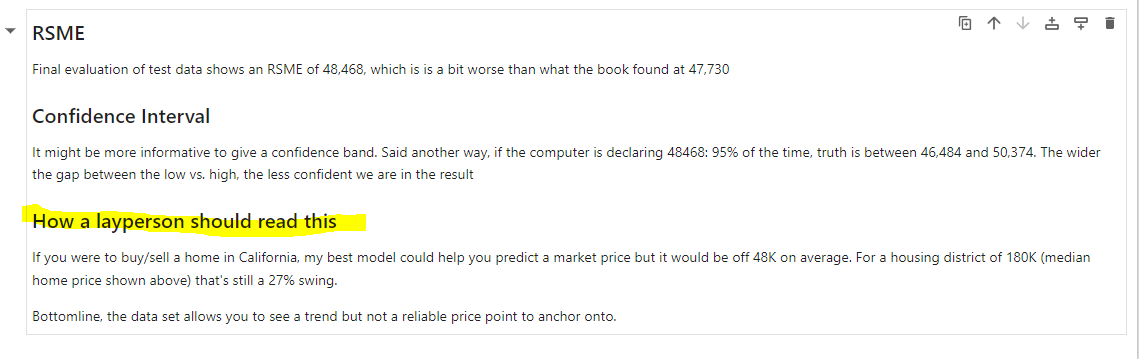 RSME
Final evaluation of test data shows an RSME of 48,468, which is is a bit worse than what the book found at 47,730
Confidence Interval
It might be more informative to give a confidence band. Said another way, if the computer is declaring 48468: 95% of the time, truth is between 46,484 and 50,374. The wider
the gap between the low vs. high, the less confident we are in the result
How a layperson should read this
If you were to buy/sell a home in California, my best model could help you predict a market price but it would be off 48K on average. For a housing district of 180K (median
home price shown above) that's still a 27% swing.
Bottomline, the data set allows you to see a trend but not a reliable price point to anchor onto.